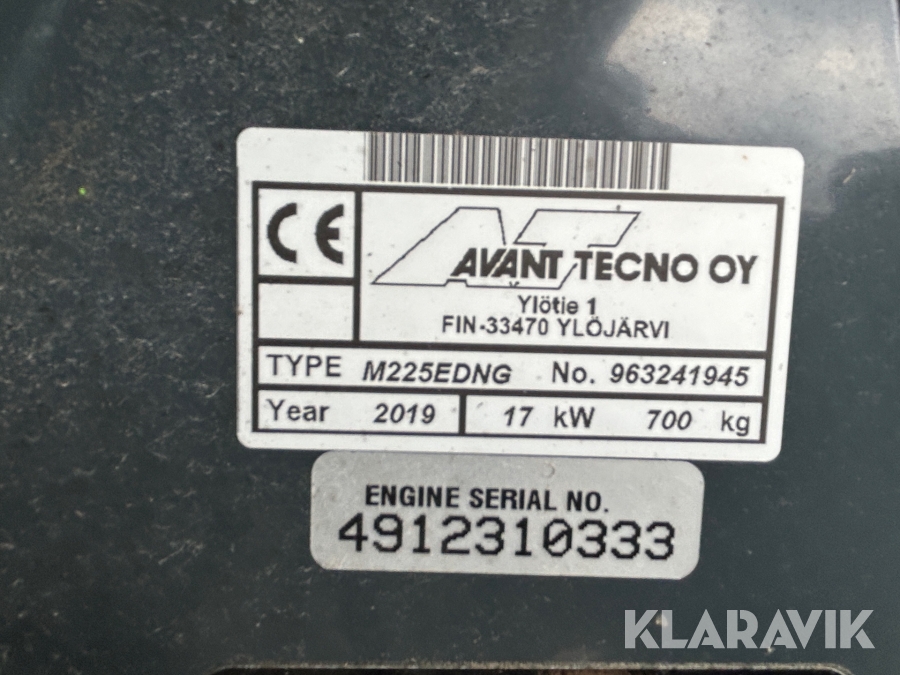 CE
AVANT TECNO OY
Ylötie 1
FIN-33470 YLÖJÄRVI
TYPE M225EDNG No. 963241945
Year 2019 17 kW 700 kg
ENGINE SERIAL NO.
4912310333
KLARAVIK